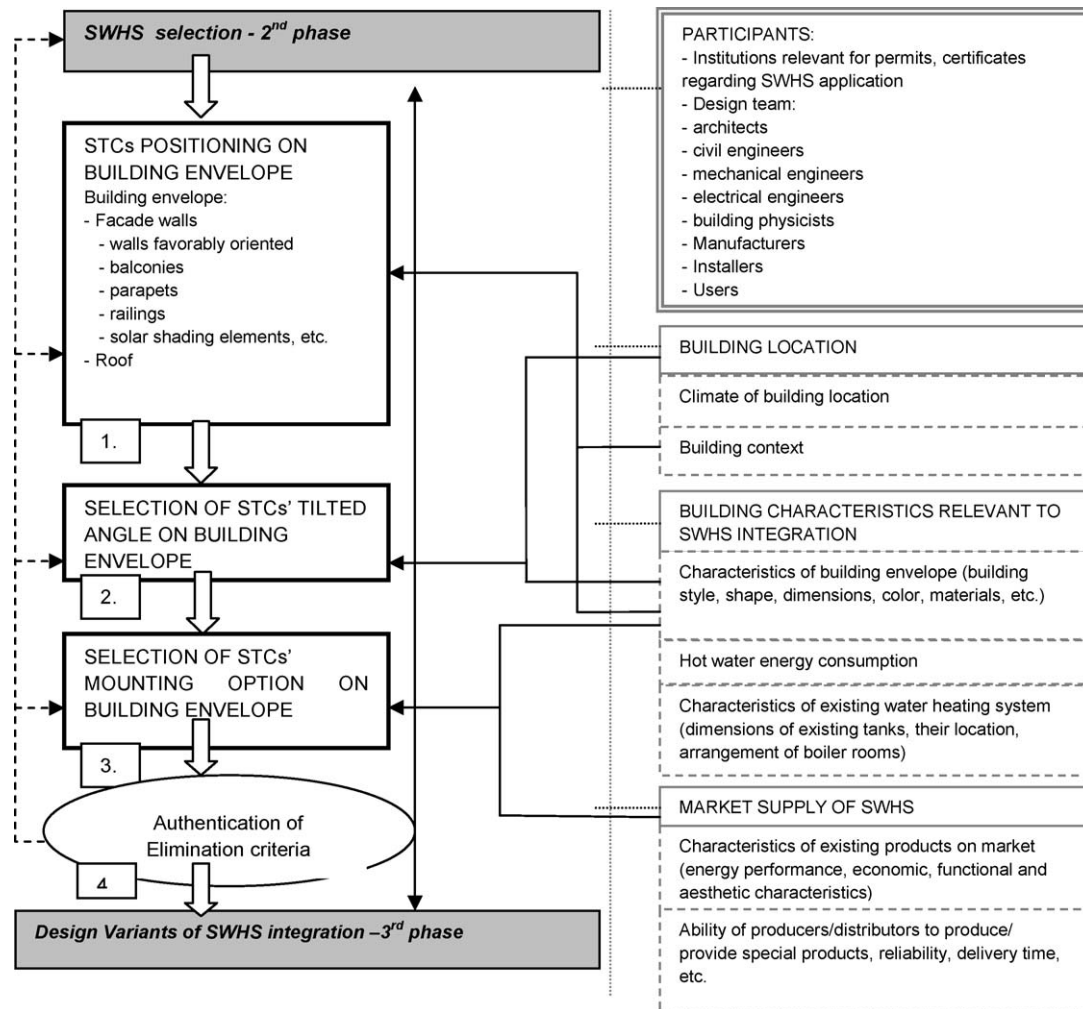 SWHS selection - 2nd phase
STCs POSITIONING ON
BUILDING ENVELOPE
Building envelope:
- Facade walls
- walls favorably oriented
- balconies
- parapets
- railings
- solar shading elements, etc.
- Roof
1.
SELECTION OF STCs' TILTED
ANGLE ON BUILDING
ENVELOPE
2.
SELECTION OF STCs'
MOUNTING OPTION ON
BUILDING ENVELOPE
3.
Authentication of
Elimination criteria
4.
Design Variants of SWHS integration –3rd phase
PARTICIPANTS:
- Institutions relevant for permits, certificates
regarding SWHS application
- Design team:
- architects
- civil engineers
- mechanical engineers
- electrical engineers
- building physicists
- Manufacturers
- Installers
- Users
BUILDING LOCATION
Climate of building location
Building context
BUILDING CHARACTERISTICS RELEVANT TO
SWHS INTEGRATION
Characteristics of building envelope (building
style, shape, dimensions, color, materials, etc.)
Hot water energy consumption
Characteristics of existing water heating system
(dimensions of existing tanks, their location,
arrangement of boiler rooms)
MARKET SUPPLY OF SWHS
Characteristics of existing products on market
(energy performance, economic, functional and
aesthetic characteristics)
Ability of producers/distributors to produce/
provide special products, reliability, delivery time,
etc.